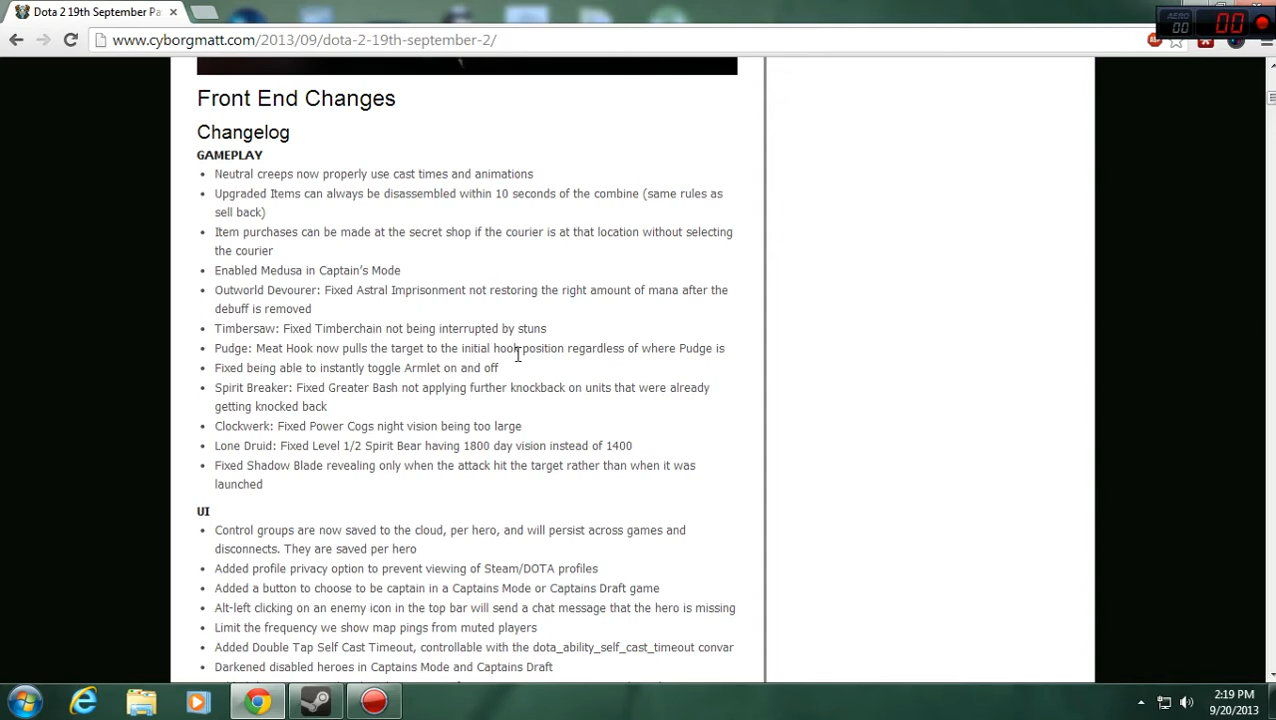 Dota 2 19th September Pa
www.cyborgmatt.com/2013/09/dota-2-19th-september-2/
AERO
00
00
Front End Changes
Changelog
GAMEPLAY
• Neutral creeps now properly use cast times and animations
• Upgraded Items can always be disassembled within 10 seconds of the combine (same rules as
sell back)
• Item purchases can be made at the secret shop if the courier is at that location without selecting
the courier
• Enabled Medusa in Captain's Mode
• Outworld Devourer: Fixed Astral Imprisonment not restoring the right amount of mana after the
debuff is removed
• Timbersaw: Fixed Timberchain not being interrupted by stuns
• Pudge: Meat Hook now pulls the target to the initial hook position regardless of where Pudge is
• Fixed being able to instantly toggle Armlet on and off
• Spirit Breaker: Fixed Greater Bash not applying further knockback on units that were already
getting knocked back
• Clockwerk: Fixed Power Cogs night vision being too large
• Lone Druid: Fixed Level 1/2 Spirit Bear having 1800 day vision instead of 1400
• Fixed Shadow Blade revealing only when the attack hit the target rather than when it was
launched
UI
• Control groups are now saved to the cloud, per hero, and will persist across games and
disconnects. They are saved per hero
• Added profile privacy option to prevent viewing of Steam/DOTA profiles
• Added a button to choose to be captain in a Captains Mode or Captains Draft game
• Alt-left clicking on an enemy icon in the top bar will send a chat message that the hero is missing
• Limit the frequency we show map pings from muted players
• Added Double Tap Self Cast Timeout, controllable with the dota_ability_self_cast_timeout convar
• Darkened disabled heroes in Captains Mode and Captains Draft
2:19 PM
9/20/2013